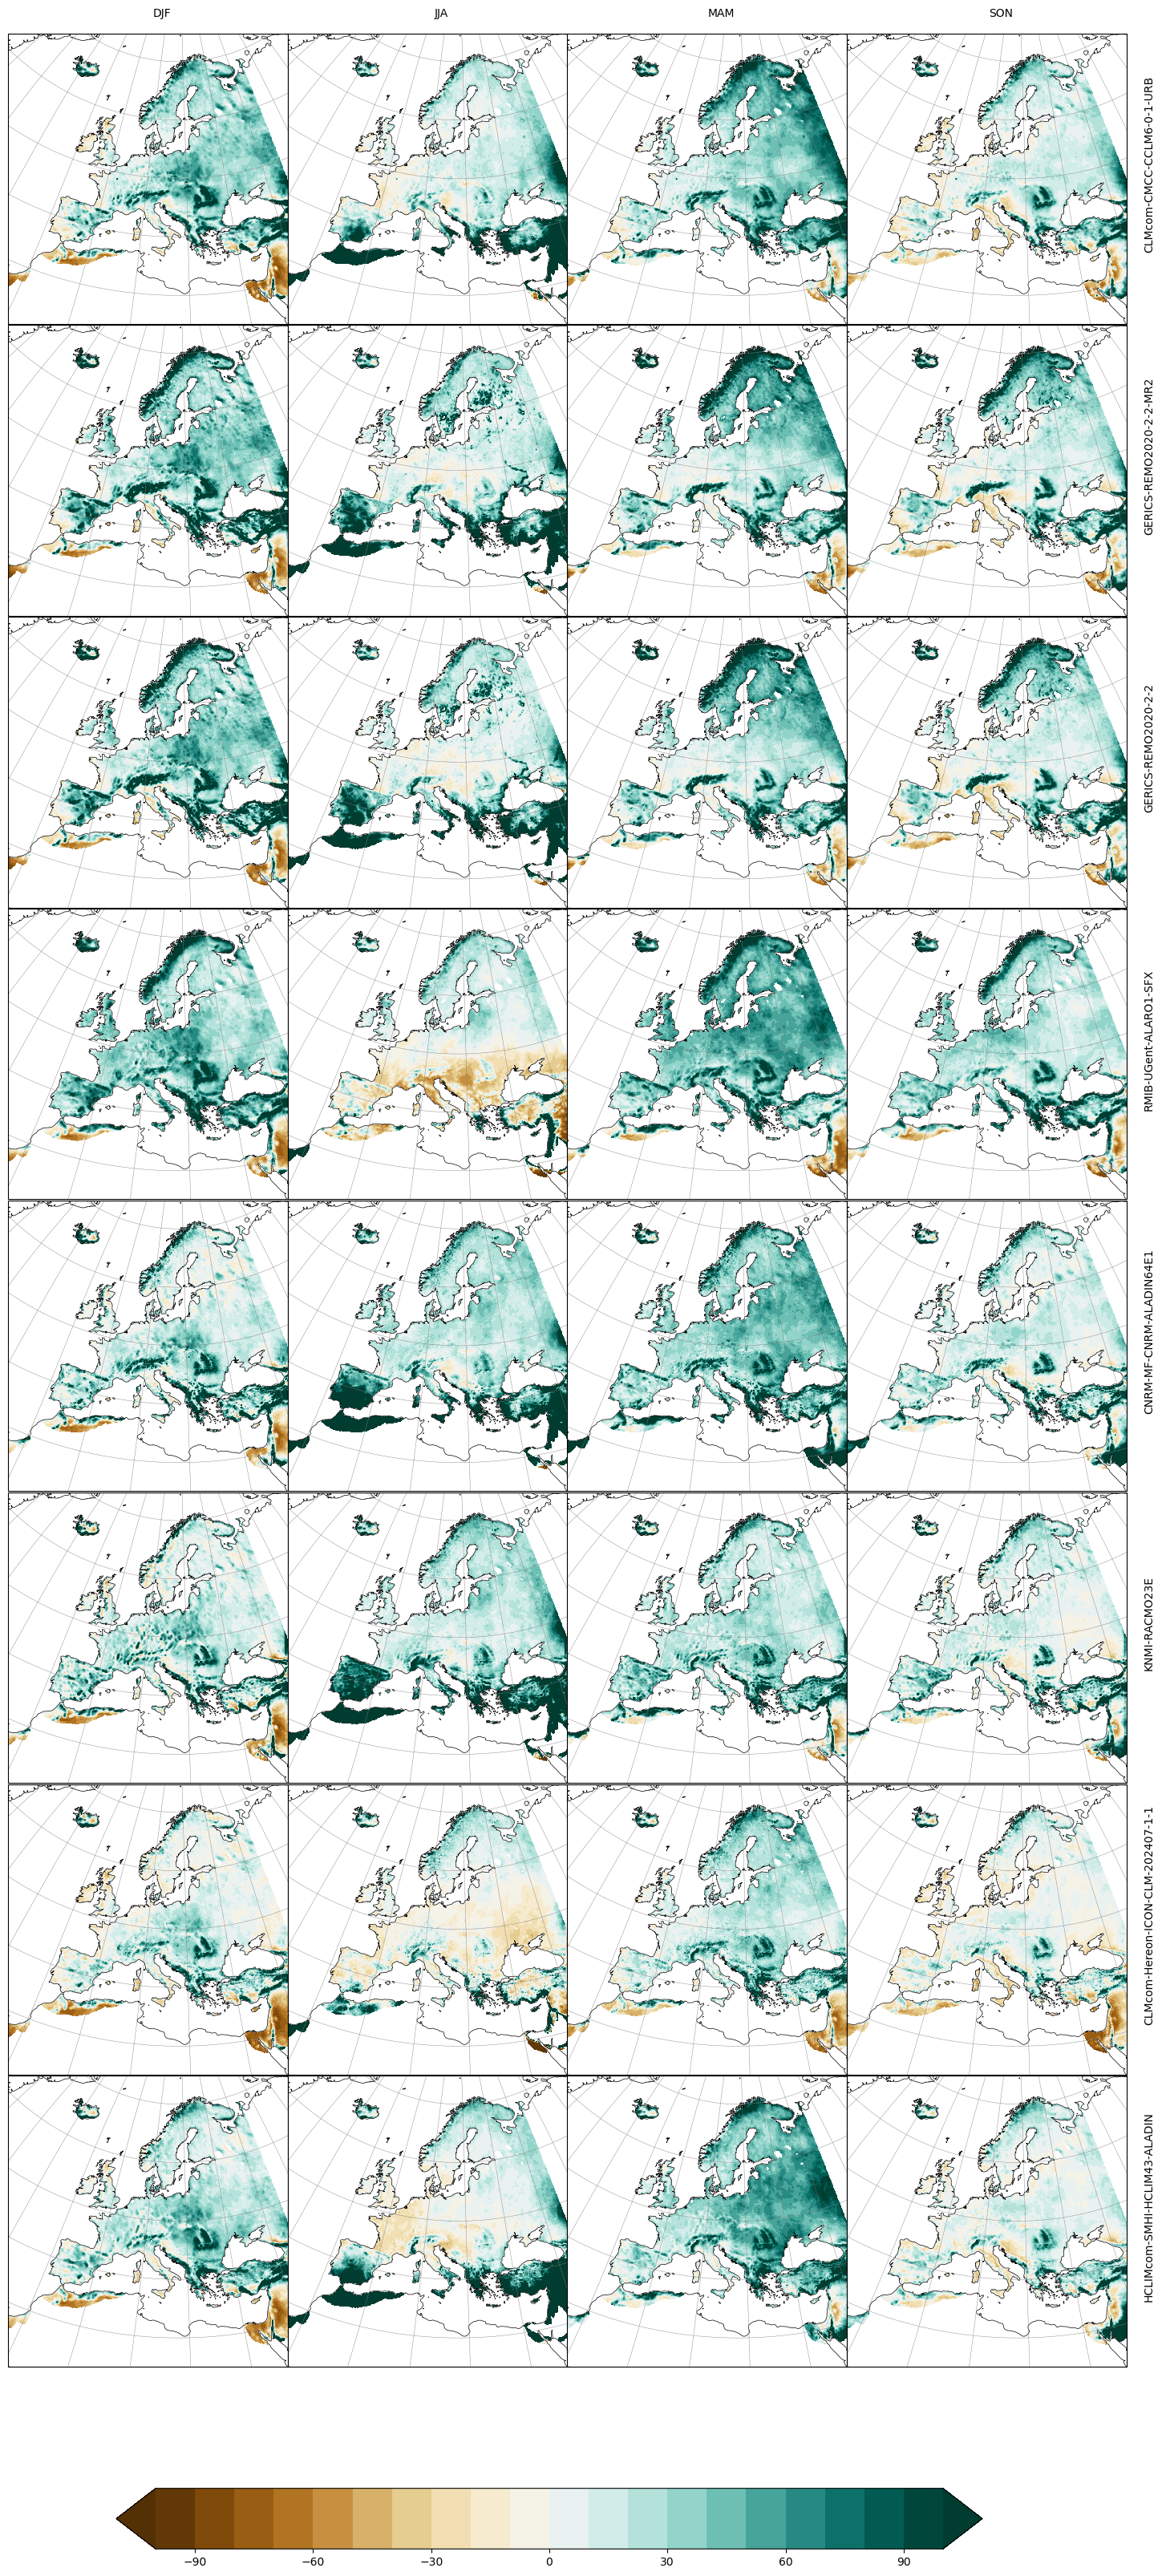 DJF JJA MAM SON
CLMcom-CMCC-CCLM6-0-1-URB
GERICS-REMO2020-2-2-MR2
GERICS-REMO2020-2-2
RMIB-UGent-ALARO1-SFX
CNRM-MF-CNRM-ALADIN64E1
KNMI-RACMO23E
CLMcom-Hereon-ICON-CLM-202407-1-1
HCLIMcom-SMHI-HCLIM43-ALADIN
−90 −60 −30 0 30 60 90